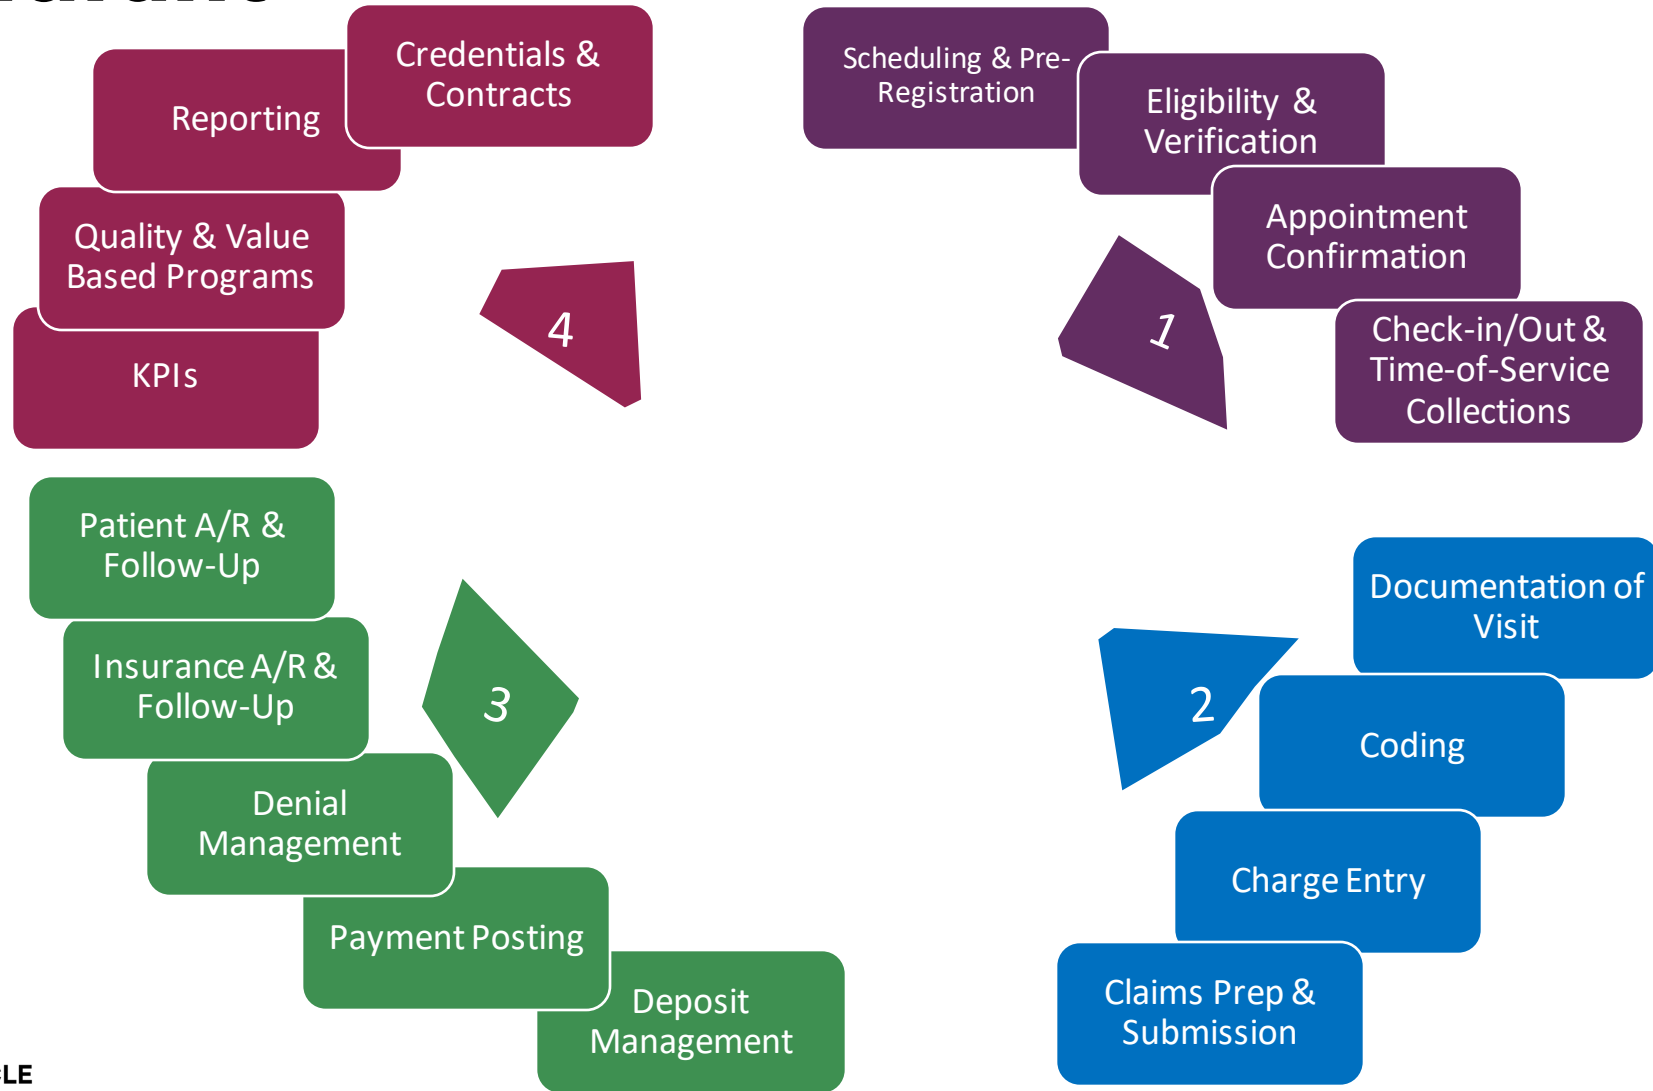 Credentials &
Contracts
Reporting
Quality & Value
Based Programs
KPIs
4
Scheduling & Pre-
Registration
Eligibility &
Verification
Appointment
Confirmation
Check-in/Out &
Time-of-Service
Collections
1
Patient A/R &
Follow-Up
Insurance A/R &
Follow-Up
Denial
Management
Payment Posting
Deposit
Management
3
Documentation of
Visit
Coding
Charge Entry
Claims Prep &
Submission
2